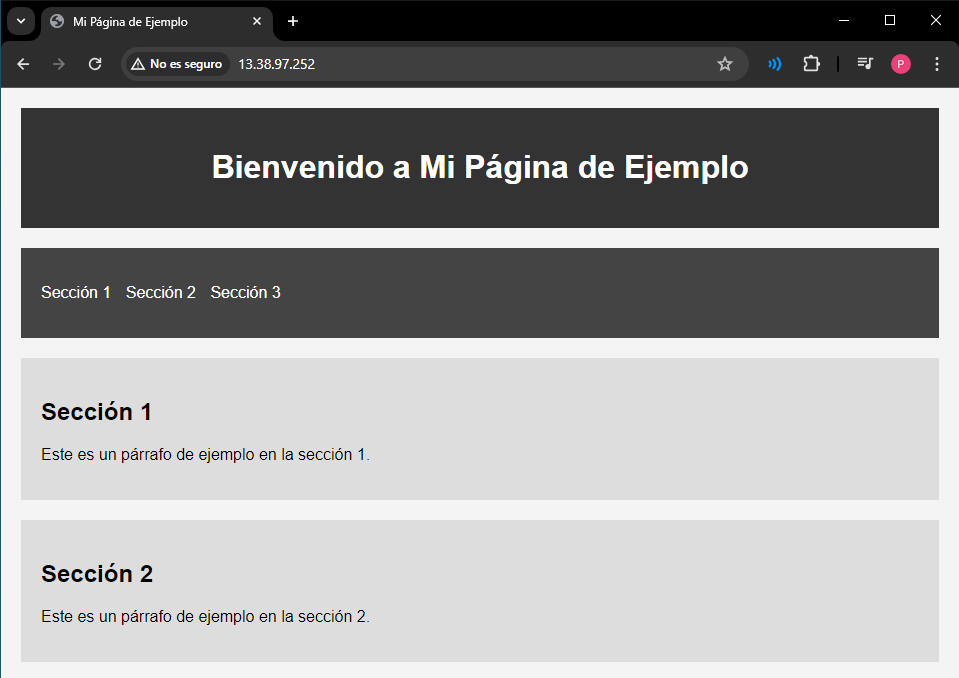 Mi Página de Ejemplo
No es seguro 13.38.97.252
P
Bienvenido a Mi Página de Ejemplo
Sección 1 Sección 2 Sección 3
Sección 1
Este es un párrafo de ejemplo en la sección 1.
Sección 2
Este es un párrafo de ejemplo en la sección 2.